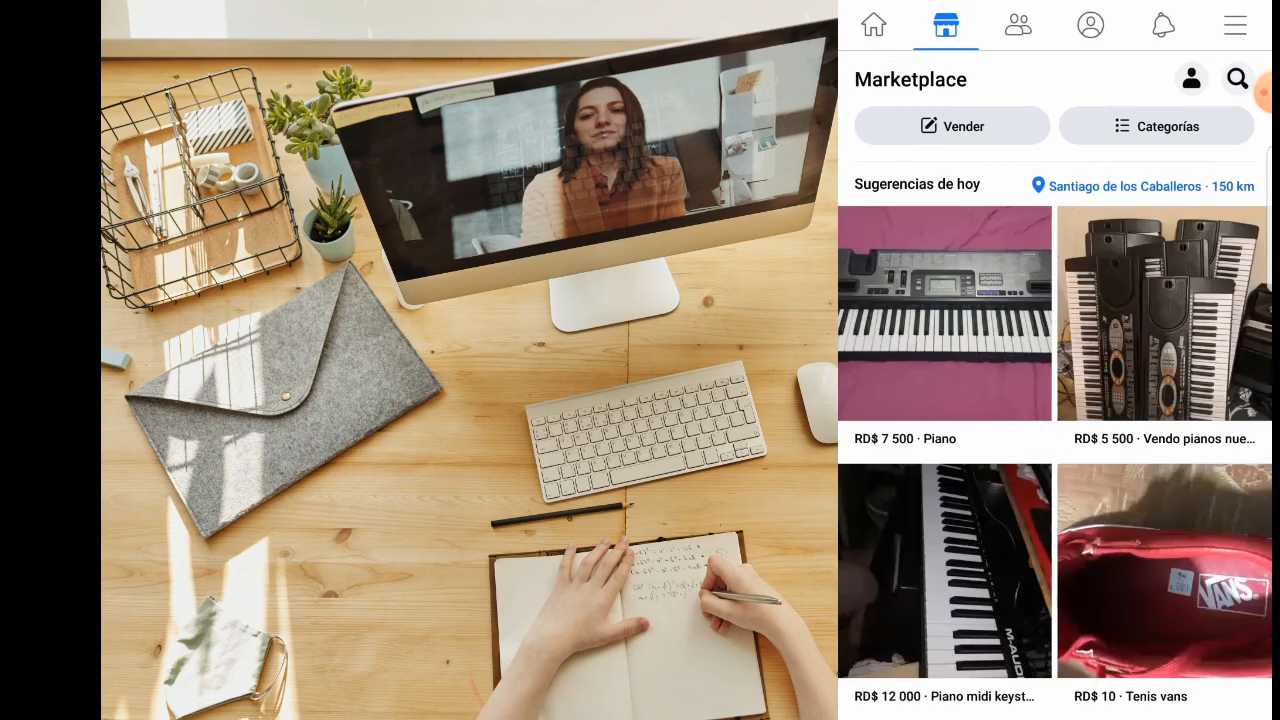 Marketplace
Vender
Categorías
Sugerencias de hoy
Santiago de los Caballeros · 150 km
RD$ 7 500 · Piano
RD$ 5 500 · Vendo pianos nue...
M-AUDI
VANS
RD$ 12 000 · Piano midi keyst...
RD$ 10 · Tenis vans